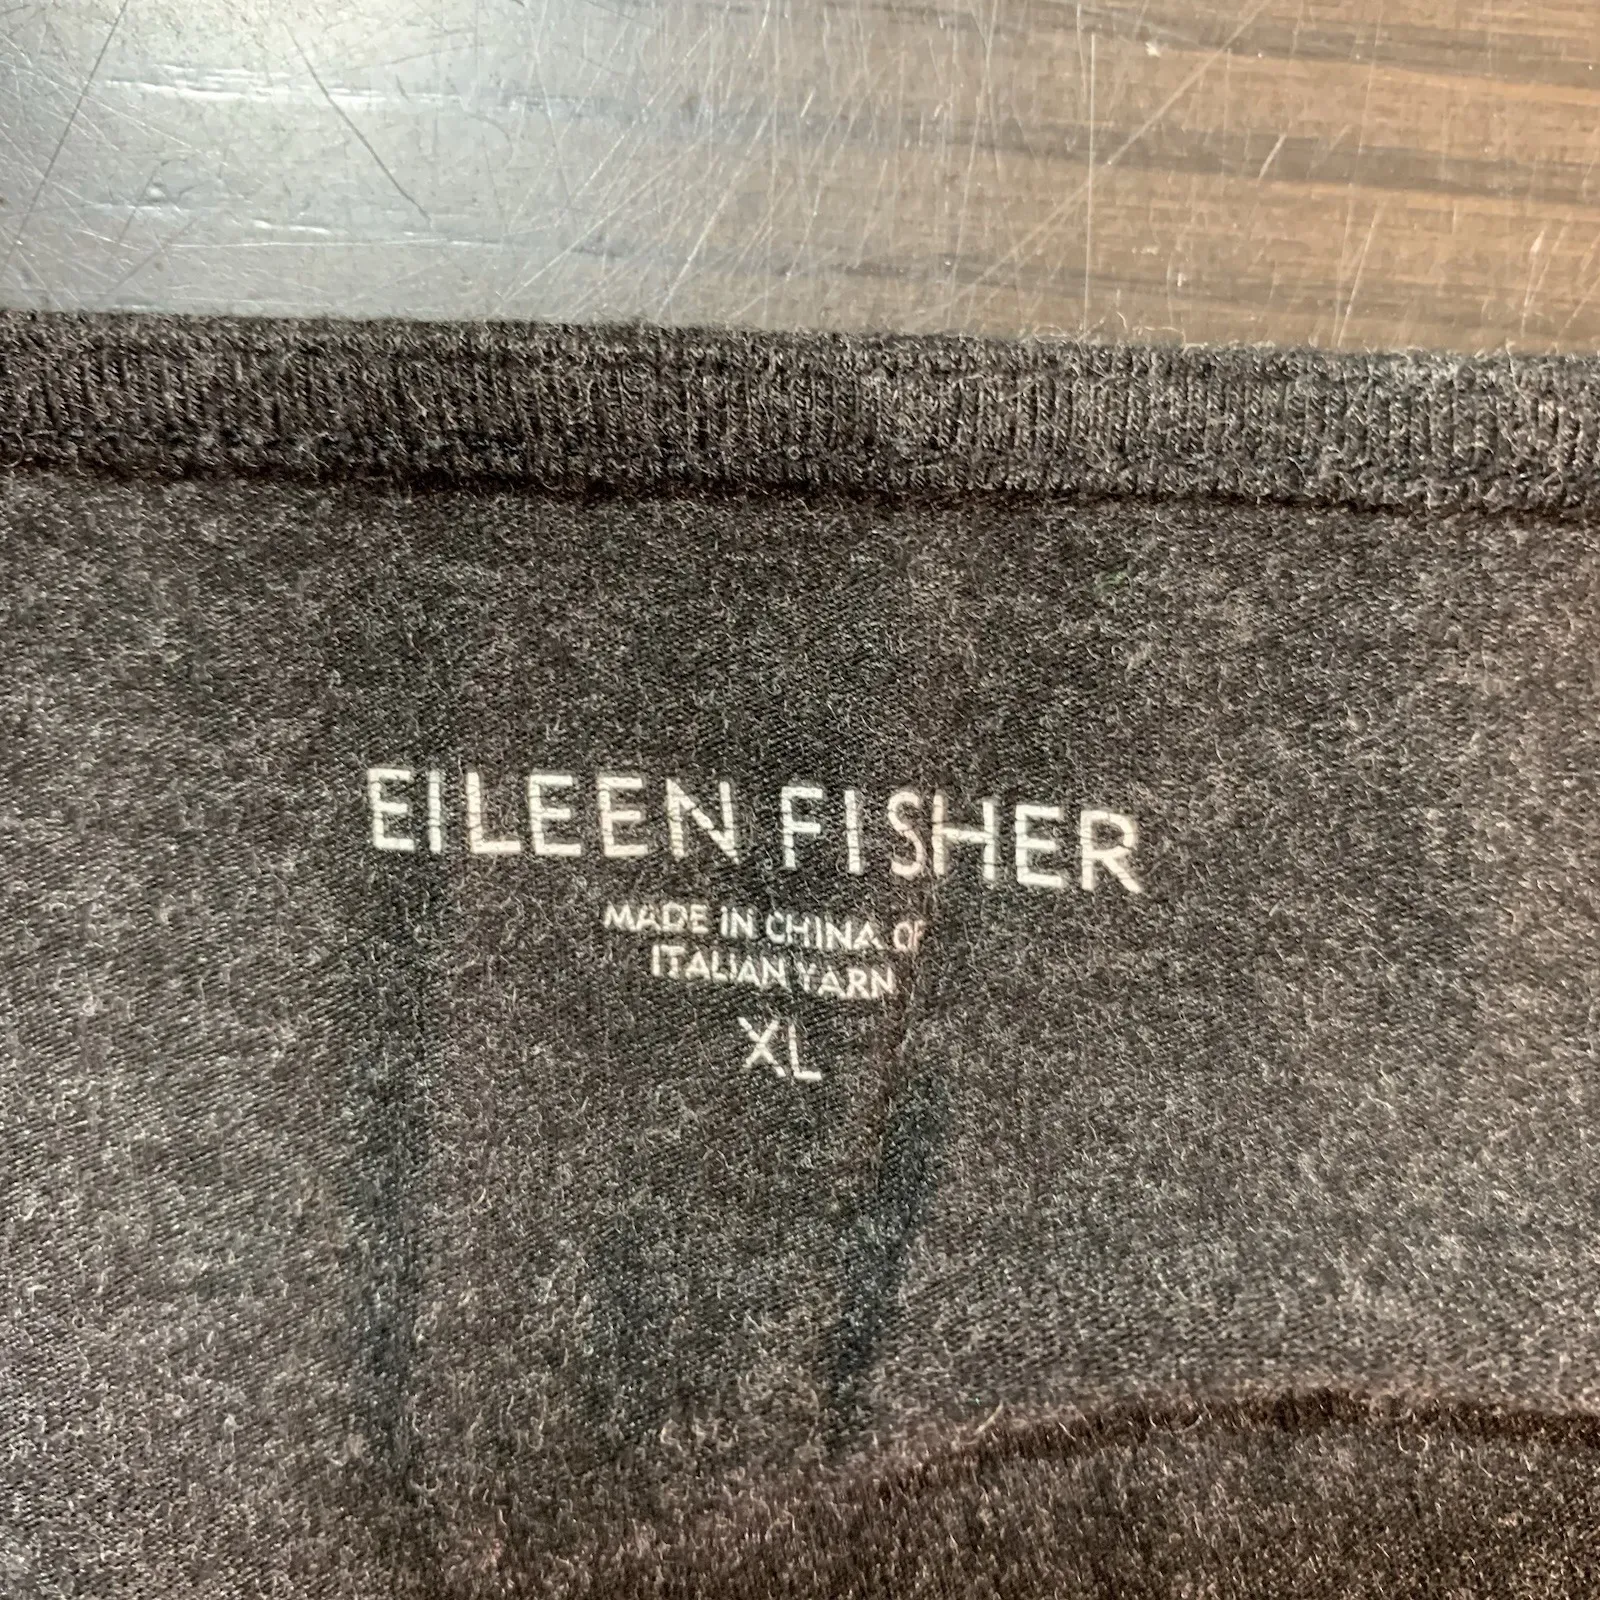 EILEEN FISHER
MADE IN CHINA OF
ITALIAN YARN
XL